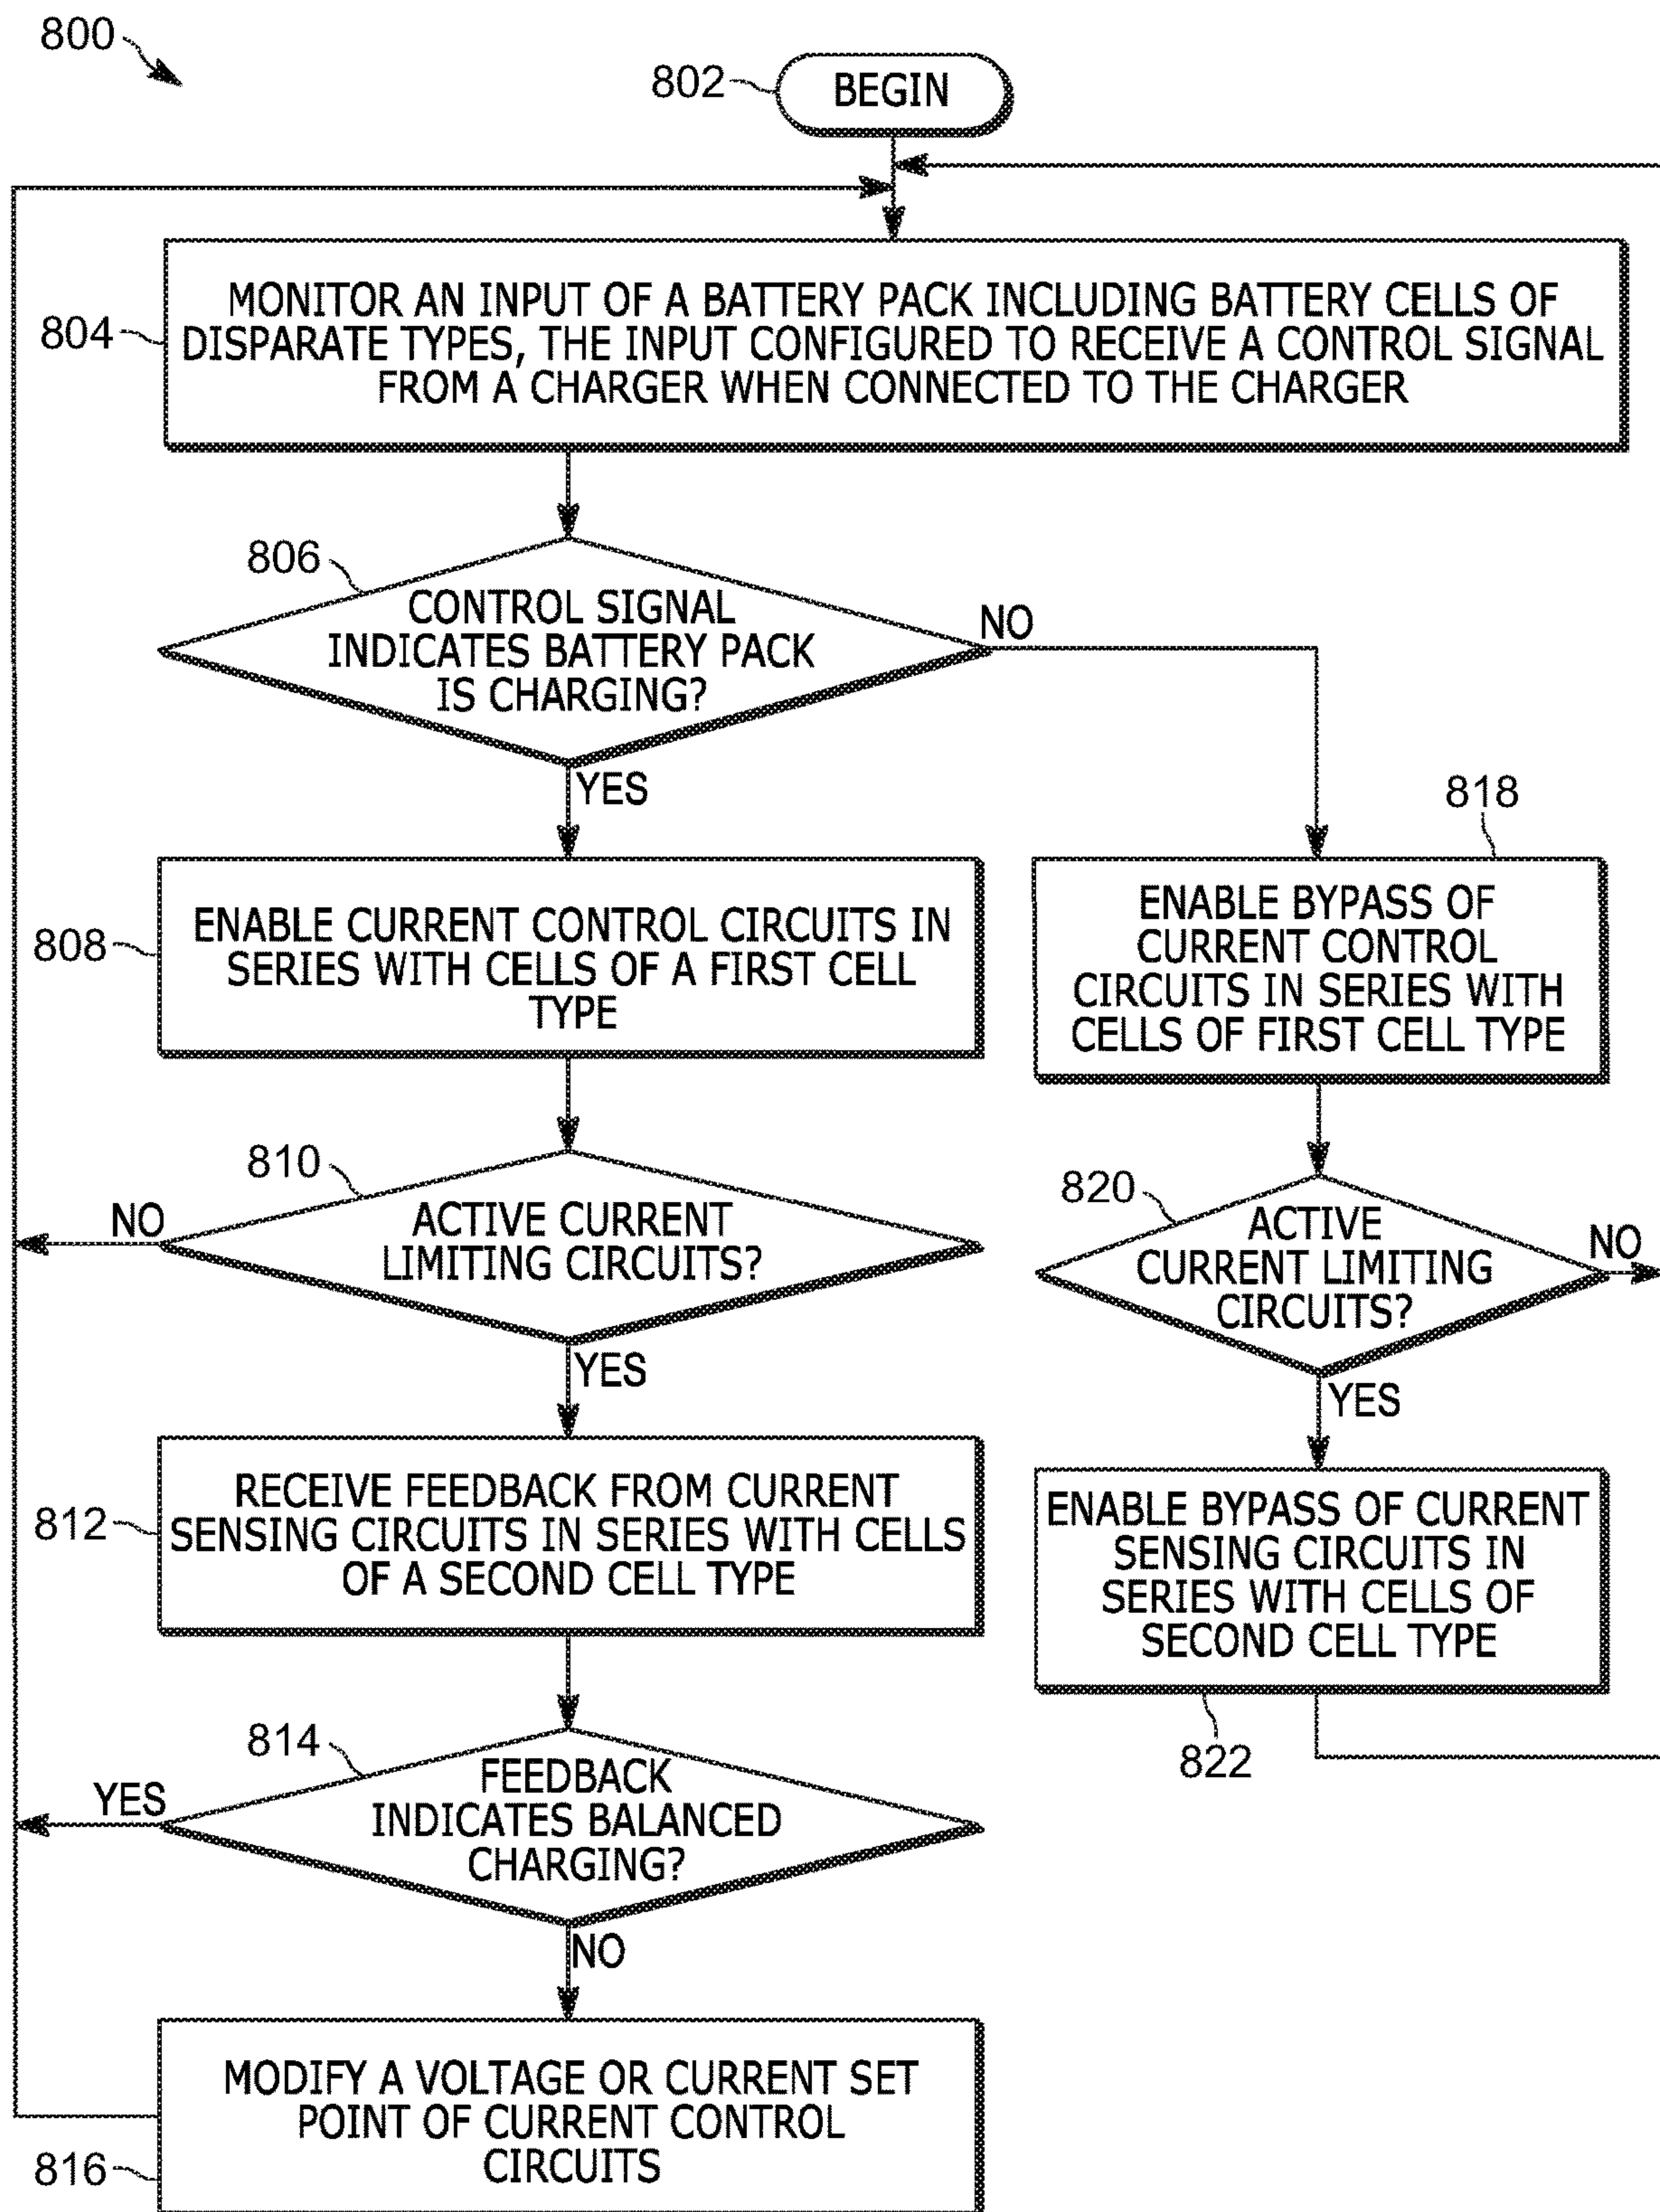 800
802
BEGIN
804
MONITOR AN INPUT OF A BATTERY PACK INCLUDING BATTERY CELLS OF
DISPARATE TYPES, THE INPUT CONFIGURED TO RECEIVE A CONTROL SIGNAL
FROM A CHARGER WHEN CONNECTED TO THE CHARGER
806
CONTROL SIGNAL
INDICATES BATTERY PACK
IS CHARGING?
NO
YES
808
ENABLE CURRENT CONTROL CIRCUITS IN
SERIES WITH CELLS OF A FIRST CELL
TYPE
810
ACTIVE CURRENT
LIMITING CIRCUITS?
NO
YES
812
RECEIVE FEEDBACK FROM CURRENT
SENSING CIRCUITS IN SERIES WITH CELLS
OF A SECOND CELL TYPE
814
FEEDBACK
INDICATES BALANCED
CHARGING?
YES
NO
816
MODIFY A VOLTAGE OR CURRENT SET
POINT OF CURRENT CONTROL
CIRCUITS
818
ENABLE BYPASS OF
CURRENT CONTROL
CIRCUITS IN SERIES WITH
CELLS OF FIRST CELL TYPE
820
ACTIVE
CURRENT LIMITING
CIRCUITS?
NO
YES
ENABLE BYPASS OF CURRENT
SENSING CIRCUITS IN
SERIES WITH CELLS OF
SECOND CELL TYPE
822